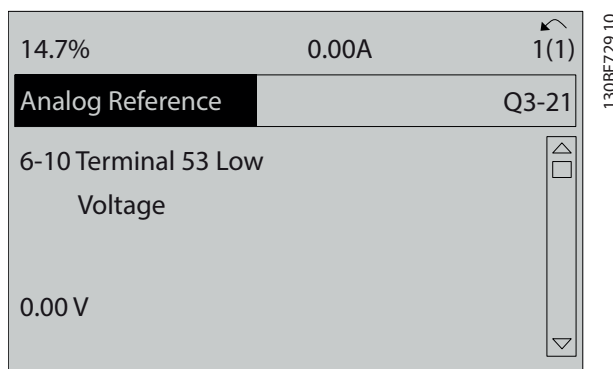 14.7% 0.00A 1(1)
Analog Reference Q3-21
6-10 Terminal 53 Low
Voltage
0.00 V
130BF729.10